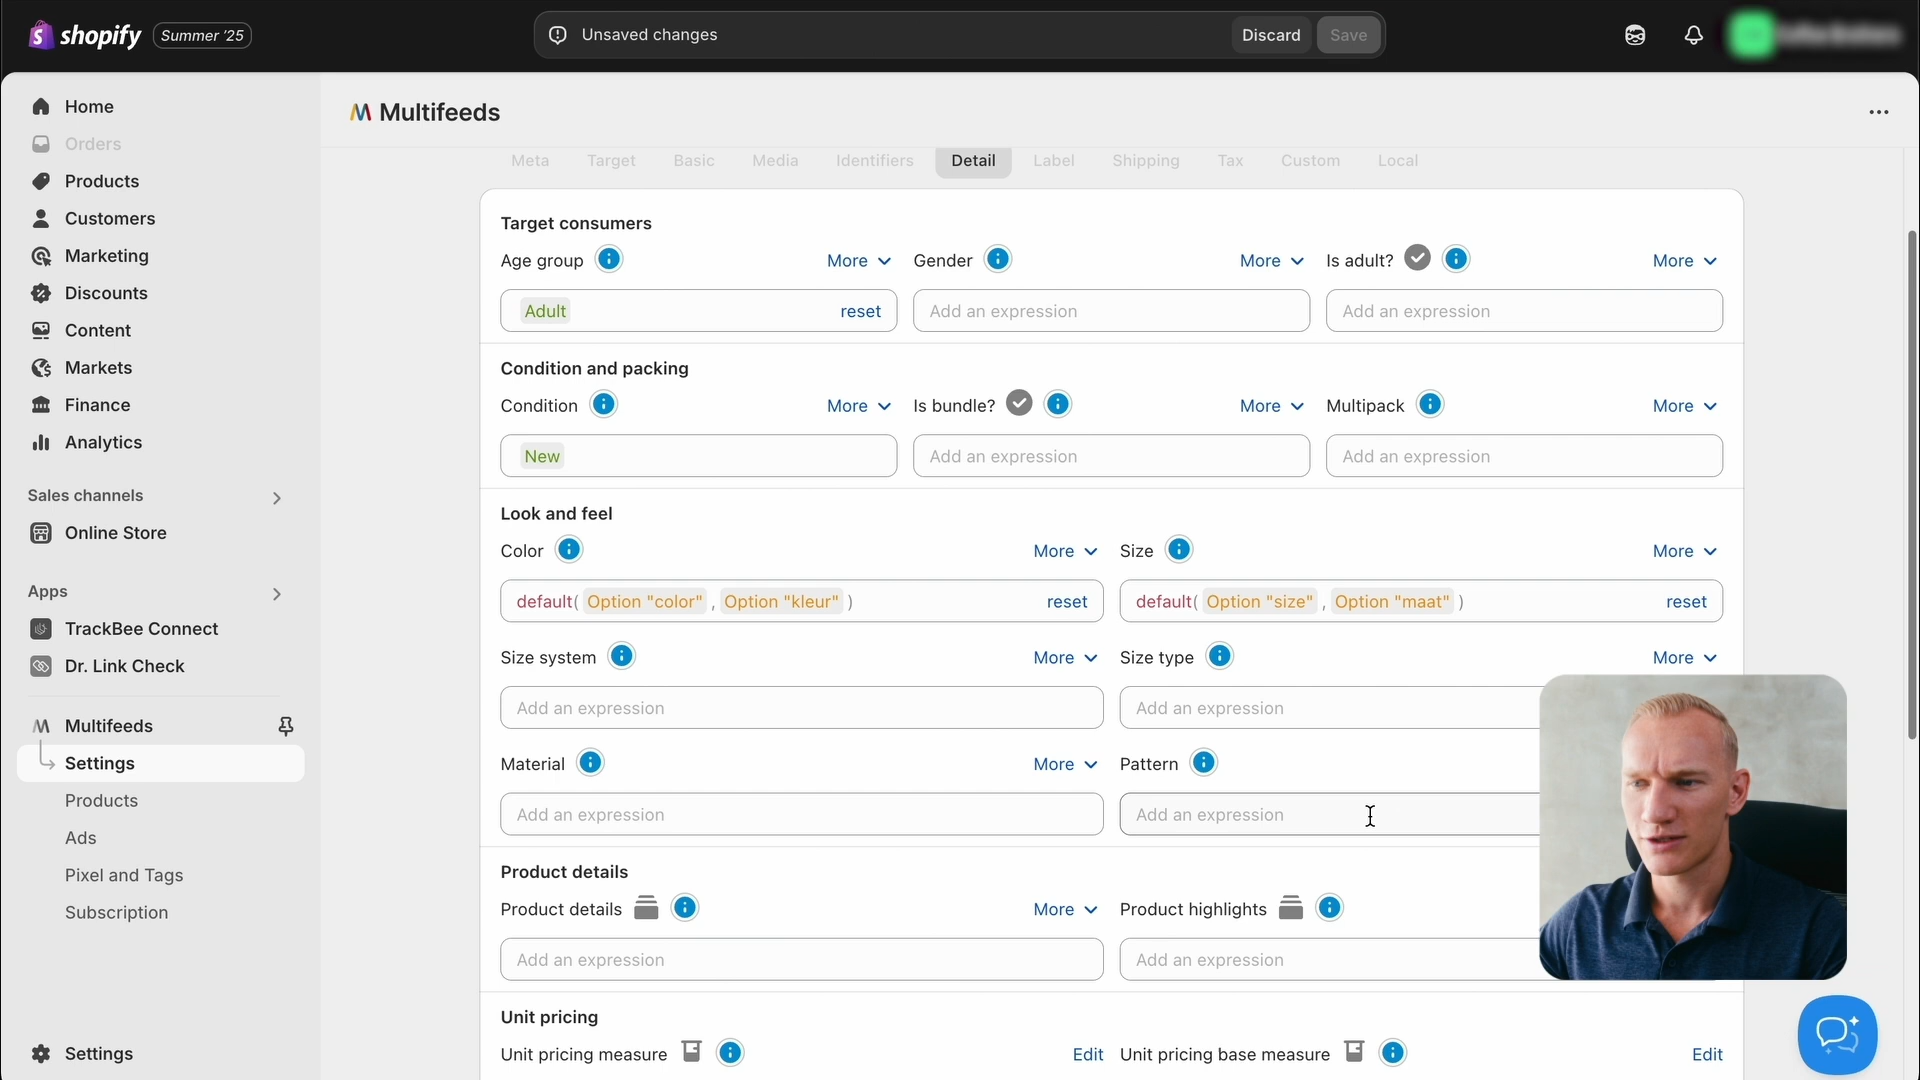 shopify Summer '25
Unsaved changes
Discard
Save
Home
Orders
Products
Customers
Marketing
Discounts
Content
Markets
Finance
Analytics
Sales channels
Online Store
Apps
TrackBee Connect
Dr. Link Check
Multifeeds
Settings
Products
Ads
Pixel and Tags
Subscription
Settings
Multifeeds
Meta Target Basic Media Identifiers Detail Label Shipping Tax Custom Local
Target consumers
Age group More Gender More Is adult? More
Adult reset Add an expression Add an expression
Condition and packing
Condition More Is bundle? More Multipack More
New Add an expression Add an expression
Look and feel
Color More Size More
default( Option "color" , Option "kleur" ) reset default( Option "size" , Option "maat" ) reset
Size system More Size type More
Add an expression Add an expression
Material More Pattern
Add an expression Add an expression
Product details
Product details More Product highlights
Add an expression Add an expression
Unit pricing
Unit pricing measure Edit Unit pricing base measure Edit